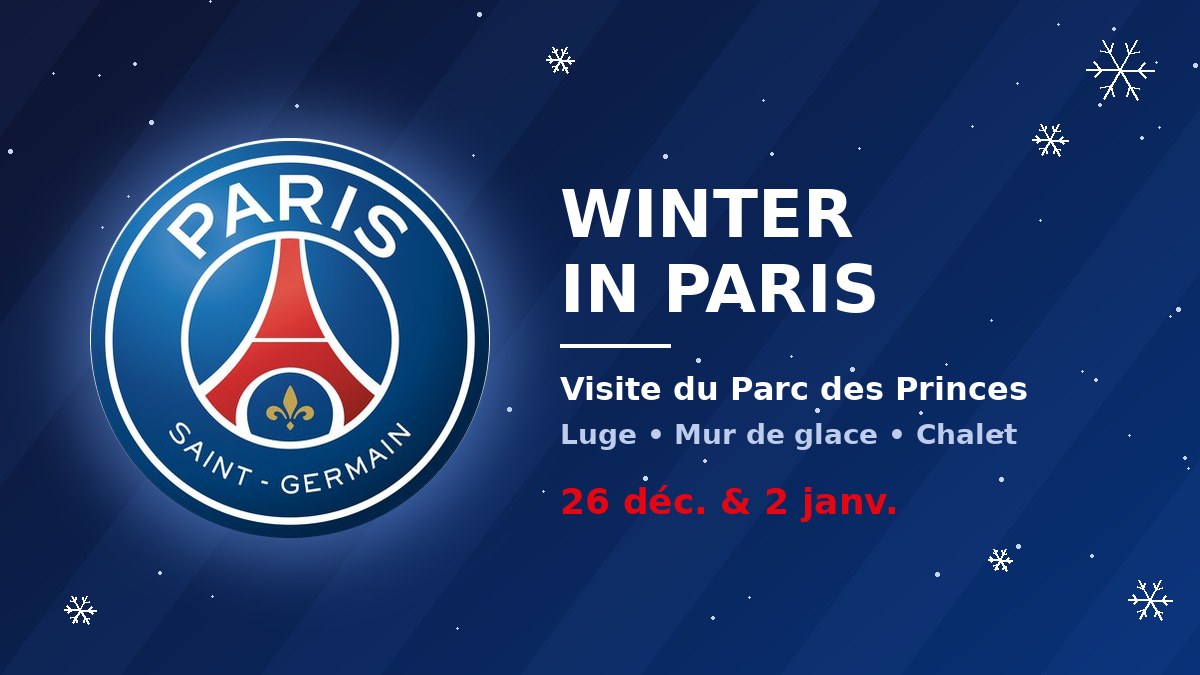 PARIS
SAINT - GERMAIN
WINTER
IN PARIS
Visite du Parc des Princes
Luge • Mur de glace • Chalet
26 déc. & 2 janv.